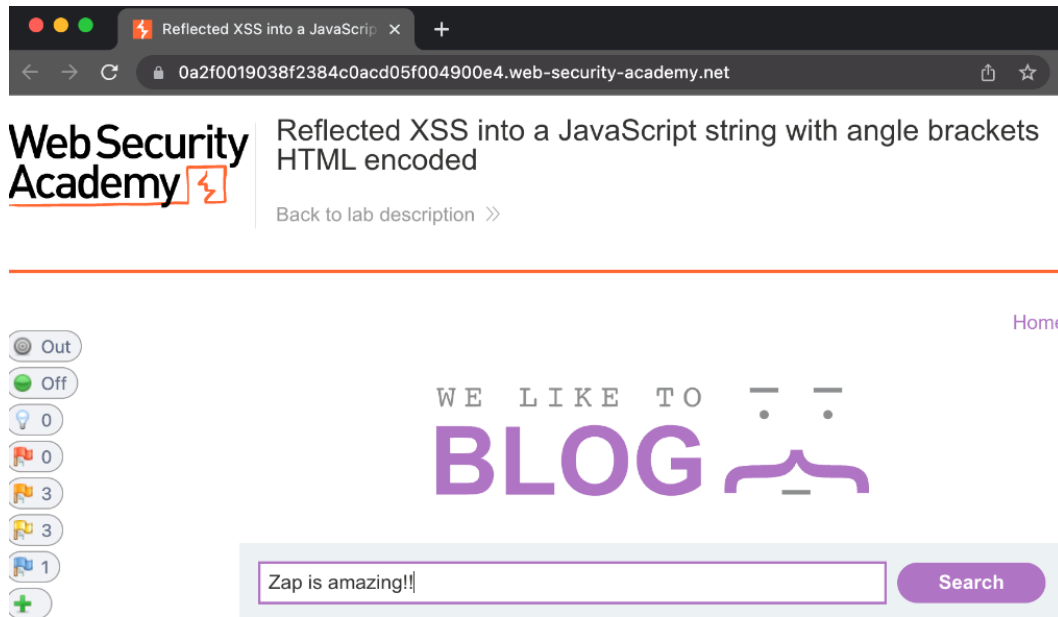 Reflected XSS into a JavaScrip
0a2f0019038f2384c0acd05f004900e4.web-security-academy.net
Web Security
Academy
Reflected XSS into a JavaScript string with angle brackets
HTML encoded
Back to lab description
Home
Out
Off
0
0
3
3
1
WE LIKE TO
BLOG
Zap is amazing!!
Search